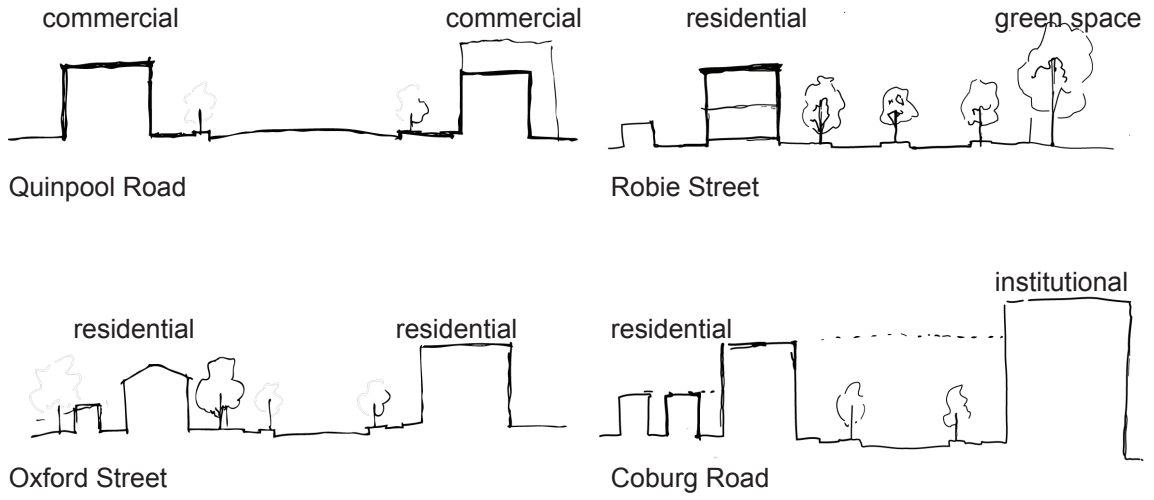 commercial
commercial
Quinpool Road
residential
green space
Robie Street
residential
residential
Oxford Street
residential
institutional
Coburg Road